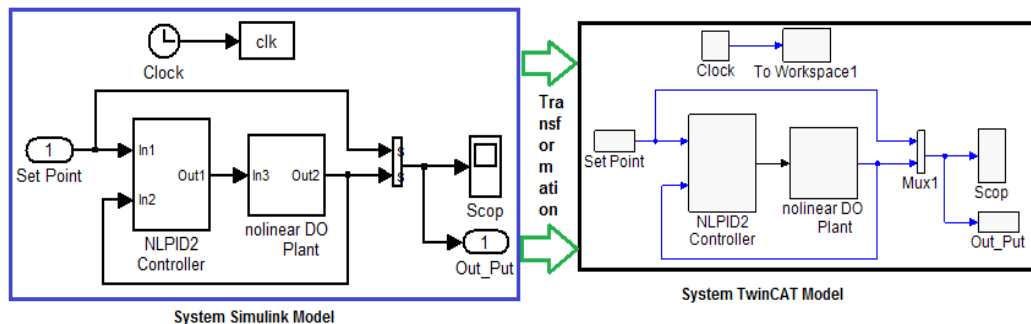 clk
Clock
1
Set Point
In1
In2
Out1
NLPID2
Controller
In3
Out2
nolinear DO
Plant
s
s
Scop
1
Out_Put
System Simulink Model
Tra
nsf
or
m
ati
on
Clock
To Workspace1
Set Point
NLPID2
Controller
nolinear DO
Plant
Mux1
Scop
Out_Put
System TwinCAT Model